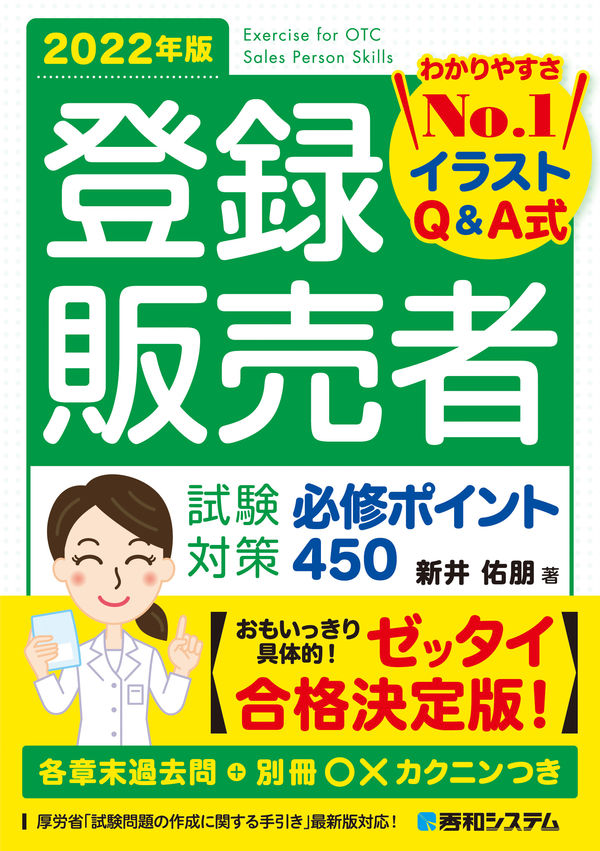 2022年版
Exercise for OTC
Sales Person Skills
わかりやすさ
No.1
イラスト
Q&A式
登録
販売者
試験
対策
必修ポイント
450
新井 佑朋 著
おもいっきり
具体的!
ゼッタイ
合格決定版!
各章末過去問+別冊○×カクニンつき
厚労省「試験問題の作成に関する手引き」最新版対応!
秀和システム